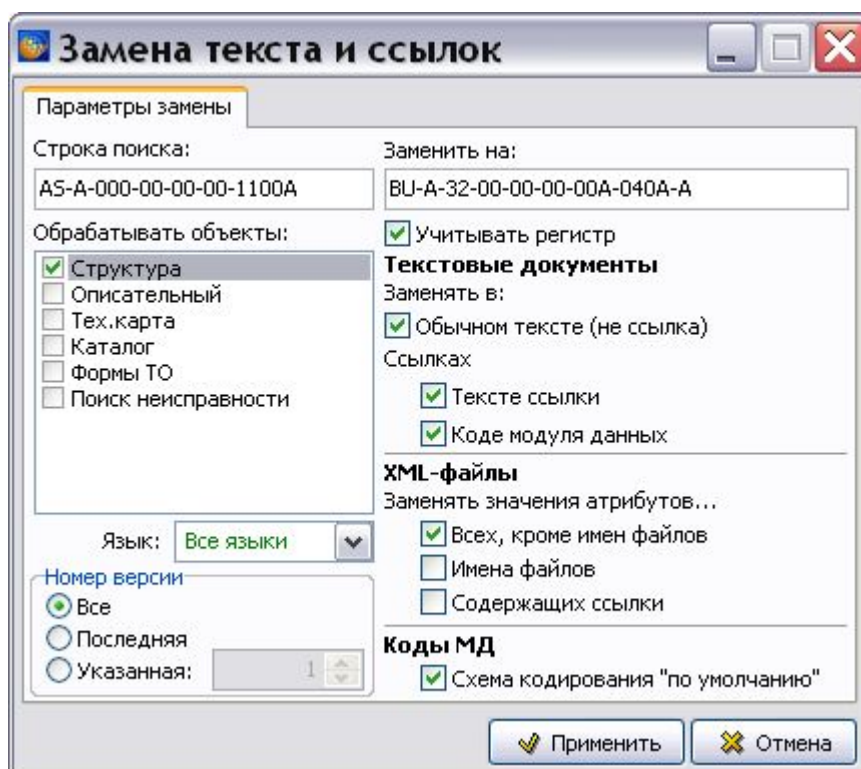 Замена текста и ссылок
Параметры замены
Строка поиска:
AS-A-000-00-00-00-1100A
Обрабатывать объекты:
Структура
Описательный
Тех.карта
Каталог
Формы ТО
Поиск неисправности
Язык: Все языки
Номер версии
Все
Последняя
Указанная: 1
Заменить на:
BU-A-32-00-00-00-00A-040A-A
Учитывать регистр
Текстовые документы
Заменять в:
Обычном тексте (не ссылка)
Ссылках
Тексте ссылки
Коде модуля данных
XML-файлы
Заменять значения атрибутов...
Всех, кроме имен файлов
Имена файлов
Содержащих ссылки
Коды МД
Схема кодирования "по умолчанию"
Применить
Отмена